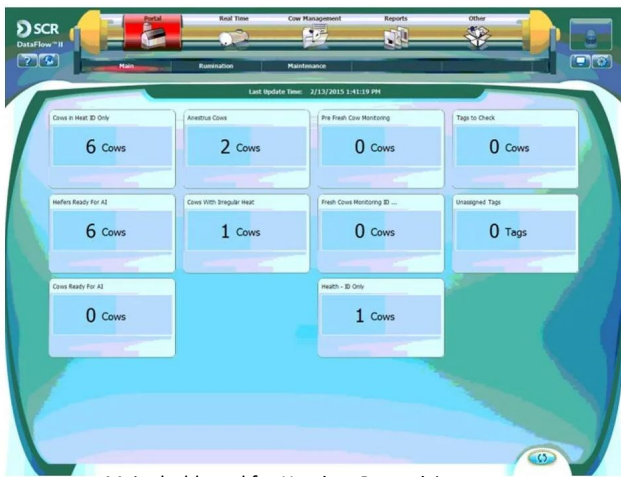 SCR
DataFlow™II
Portal
Real Time
Cow Management
Reports
Other
Main
Rumination
Maintenance
Last Update Time: 2/13/2015 1:41:19 PM
Cows in Heat ID Only
6 Cows
Anestrus Cows
2 Cows
Pre Fresh Cow Monitoring
0 Cows
Tags to Check
0 Cows
Heifers Ready For AI
6 Cows
Cows With Irregular Heat
1 Cows
Fresh Cows Monitoring ID ...
0 Cows
Unassigned Tags
0 Tags
Cows Ready For AI
0 Cows
Health - ID Only
1 Cows